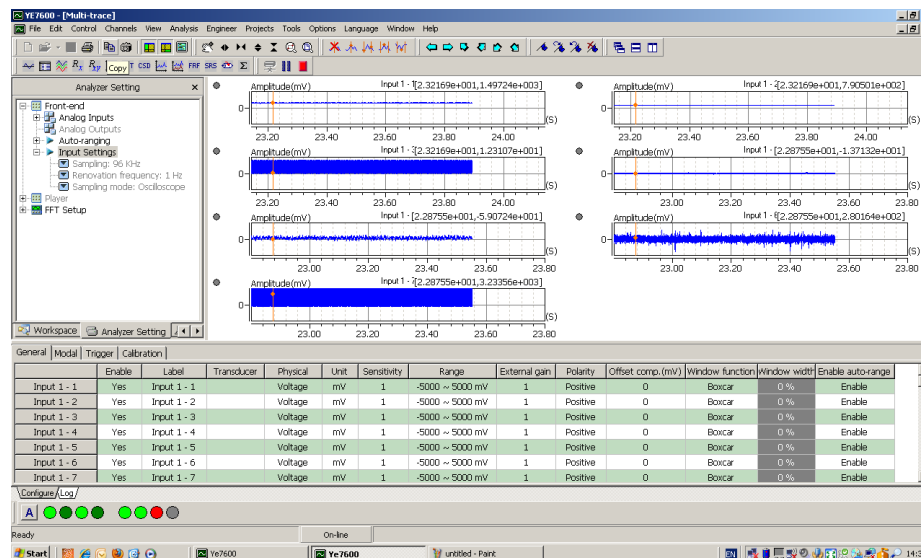 YE7600 - [Multi-trace]
File Edit Control Channels View Analysis Engineer Projects Tools Options Language Window Help
Rx Rxp Copy T CSD FRF SRS Σ
Analyzer Setting ×
Front-end
Analog Inputs
Analog Outputs
Auto-ranging
Input Settings
Sampling: 96 KHz
Renovation frequency: 1 Hz
Sampling mode: Oscilloscope
Player
FFT Setup
Workspace Analyzer Setting
Amplitude(mV) Input 1 - [2.32169e+001,1.49724e+003]
0
(S)
23.20 23.40 23.60 23.80 24.00
Amplitude(mV) Input 1 - [2.32169e+001,7.90501e+002]
0
(S)
23.20 23.40 23.60 23.80 24.00
Amplitude(mV) Input 1 - [2.32169e+001,1.23107e+001]
0
(S)
23.20 23.40 23.60 23.80 24.00
Amplitude(mV) Input 1 - [2.28755e+001,-1.37132e+001]
0
(S)
23.00 23.20 23.40 23.60 23.80
Amplitude(mV) Input 1 - [2.28755e+001,-5.90724e+001]
0
(S)
23.00 23.20 23.40 23.60 23.80
Amplitude(mV) Input 1 - [2.28755e+001,2.80164e+002]
0
(S)
23.00 23.20 23.40 23.60 23.80
Amplitude(mV) Input 1 - [2.28755e+001,3.23356e+003]
0
(S)
23.00 23.20 23.40 23.60 23.80
General Modal Trigger Calibration
Enable Label Transducer Physical Unit Sensitivity Range External gain Polarity Offset comp.(mV) Window function Window width Enable auto-range
Input 1 - 1 Yes Input 1 - 1 Voltage mV 1 -5000 ~ 5000 mV 1 Positive 0 Boxcar 0 % Enable
Input 1 - 2 Yes Input 1 - 2 Voltage mV 1 -5000 ~ 5000 mV 1 Positive 0 Boxcar 0 % Enable
Input 1 - 3 Yes Input 1 - 3 Voltage mV 1 -5000 ~ 5000 mV 1 Positive 0 Boxcar 0 % Enable
Input 1 - 4 Yes Input 1 - 4 Voltage mV 1 -5000 ~ 5000 mV 1 Positive 0 Boxcar 0 % Enable
Input 1 - 5 Yes Input 1 - 5 Voltage mV 1 -5000 ~ 5000 mV 1 Positive 0 Boxcar 0 % Enable
Input 1 - 6 Yes Input 1 - 6 Voltage mV 1 -5000 ~ 5000 mV 1 Positive 0 Boxcar 0 % Enable
Input 1 - 7 Yes Input 1 - 7 Voltage mV 1 -5000 ~ 5000 mV 1 Positive 0 Boxcar 0 % Enable
Configure Log
A
Ready On-line
Start Ye7600 Ye7600 untitled - Paint EN